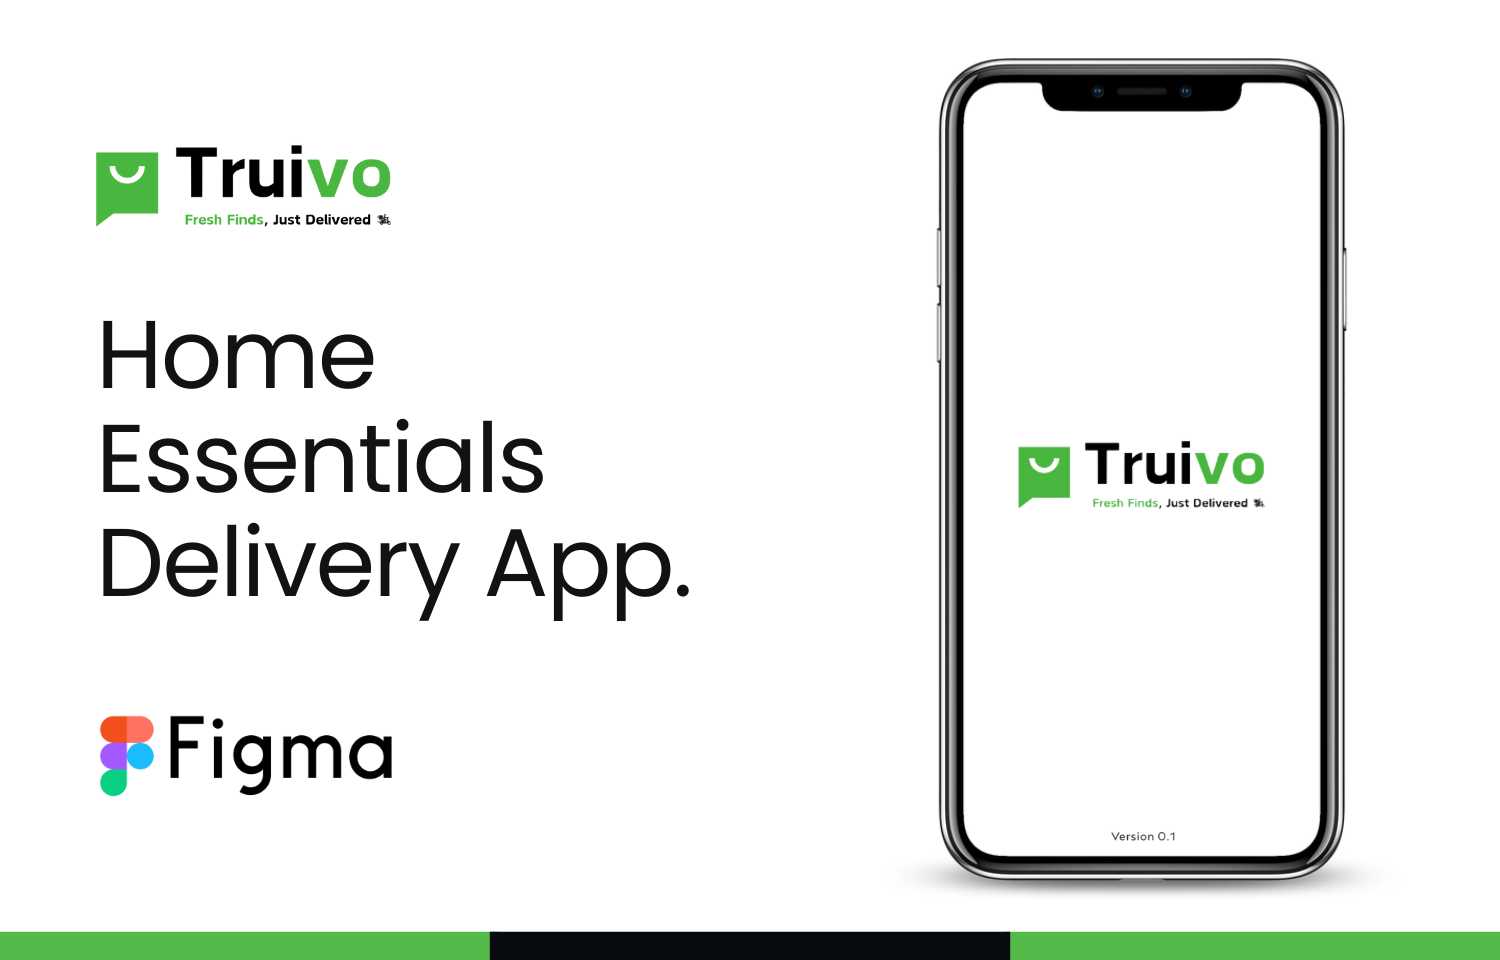 Truivo
Fresh Finds, Just Delivered
Home
Essentials
Delivery App.
Figma
Truivo
Fresh Finds, Just Delivered
Version 0.1